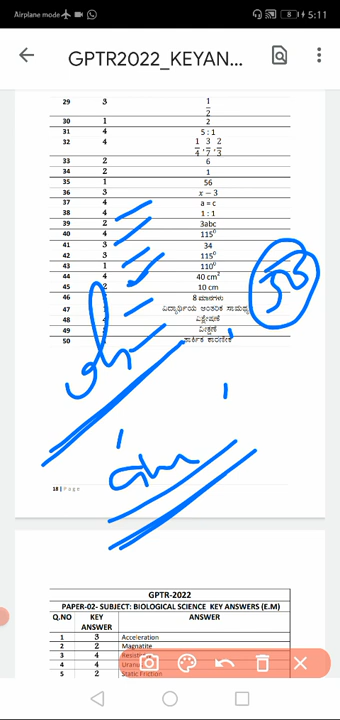 Airplane mode 8 5:11
GPTR2022_KEYAN...
29 3 1/2
30 1 2
31 4 5 : 1
32 4 1/4, 3/7, 2/3
33 2 6
34 2 1
35 1 56
36 3 x − 3
37 4 a = c
38 4 1 : 1
39 2 3abc
40 4 115⁰
41 3 34
42 3 115⁰
43 1 110⁰
44 4 40 cm²
45 2 10 cm
46 8 ಮಾನಗಳು
47 ವಿದ್ಯಾರ್ಥಿಯ ಆಂತರಿಕ ಸಾಮರ್ಥ್ಯ
48 ವಿಶ್ಲೇಷಣೆ
49 ವೀಕ್ಷಣೆ
50 ತಾರ್ಕಿಕ ಕಾರಣೀಕರಣ
18 | Page
GPTR-2022
PAPER-02- SUBJECT: BIOLOGICAL SCIENCE KEY ANSWERS (E.M)
Q.NO KEY ANSWER ANSWER
1 3 Acceleration
2 2 Magnatite
3 4
4 4
5 2 Static Friction